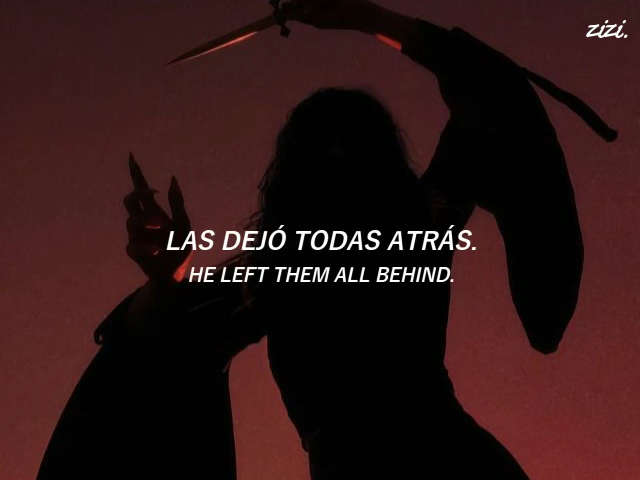 zizi.
LAS DEJÓ TODAS ATRÁS.
HE LEFT THEM ALL BEHIND.